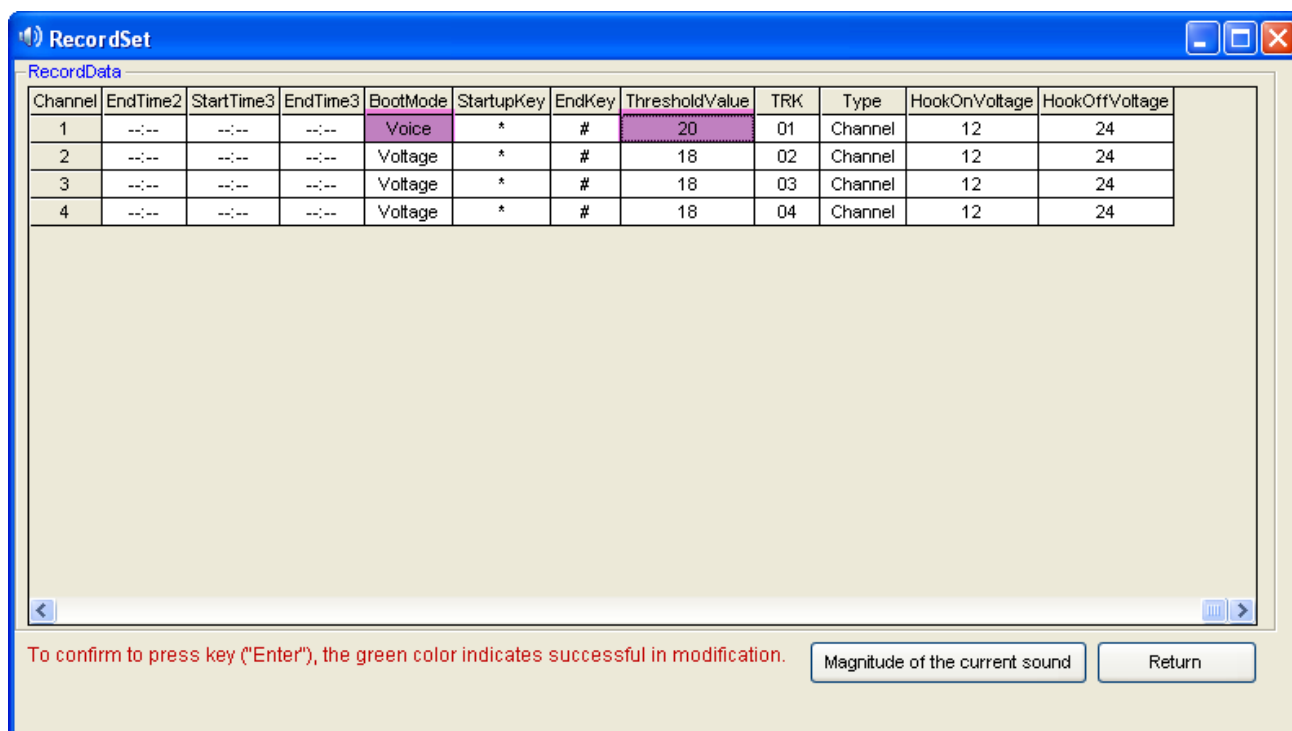 RecordSet
RecordData
Channel EndTime2 StartTime3 EndTime3 BootMode StartupKey EndKey ThresholdValue TRK Type HookOnVoltage HookOffVoltage
1 --:-- --:-- --:-- Voice * # 20 01 Channel 12 24
2 --:-- --:-- --:-- Voltage * # 18 02 Channel 12 24
3 --:-- --:-- --:-- Voltage * # 18 03 Channel 12 24
4 --:-- --:-- --:-- Voltage * # 18 04 Channel 12 24
To confirm to press key ("Enter"), the green color indicates successful in modification. Magnitude of the current sound Return